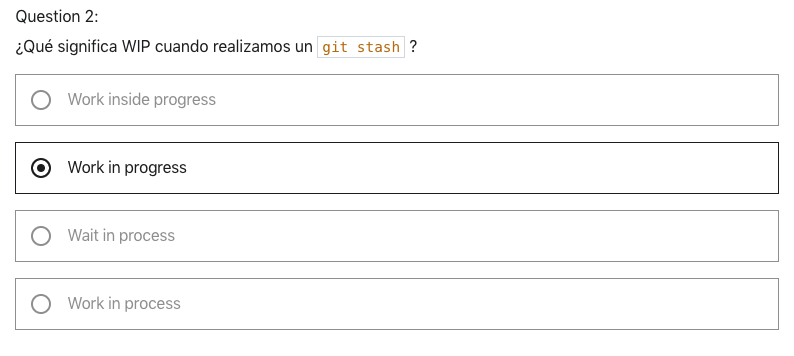 Question 2:
¿Qué significa WIP cuando realizamos un git stash ?
Work inside progress
Work in progress
Wait in process
Work in process